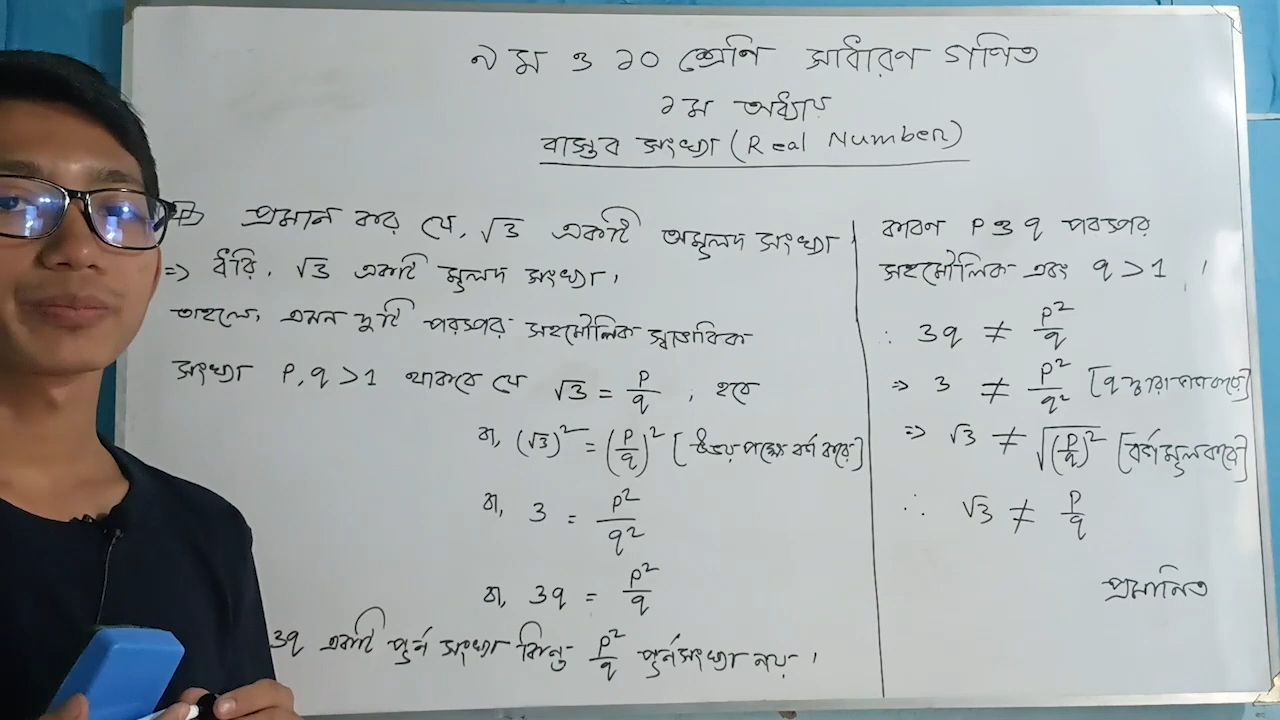 ৯ ম ও ১০ শ্রেনি সাধারণ গণিত
১ম অধ্যায়
বাস্তব সংখ্যা (Real Number)
প্রমান কর যে, √3 একটি অমূলদ সংখ্যা।
=> ধরি, √3 একটি মূলদ সংখ্যা।
তাহলে, এমন দুটি পরস্পর সহমৌলিক স্বাভাবিক
সংখ্যা P, q > 1 থাকবে যে √3 = P/q , হবে
বা, (√3)² = (P/q)² [উভয় পক্ষে বর্গ করে]
বা, 3 = P²/q²
বা, 3q = P²/q
3q একটি পুর্ন সংখ্যা কিন্তু P²/q পুর্নসংখ্যা নয়।
কারণ P ও q পরস্পর
সহমৌলিক এবং q > 1 ।
∴ 3q ≠ P²/q
=> 3 ≠ P²/q² [q দ্বারা ভাগ করে]
=> √3 ≠ √(P/q)² [বর্গমূল করে]
∴ √3 ≠ P/q
প্রমানিত